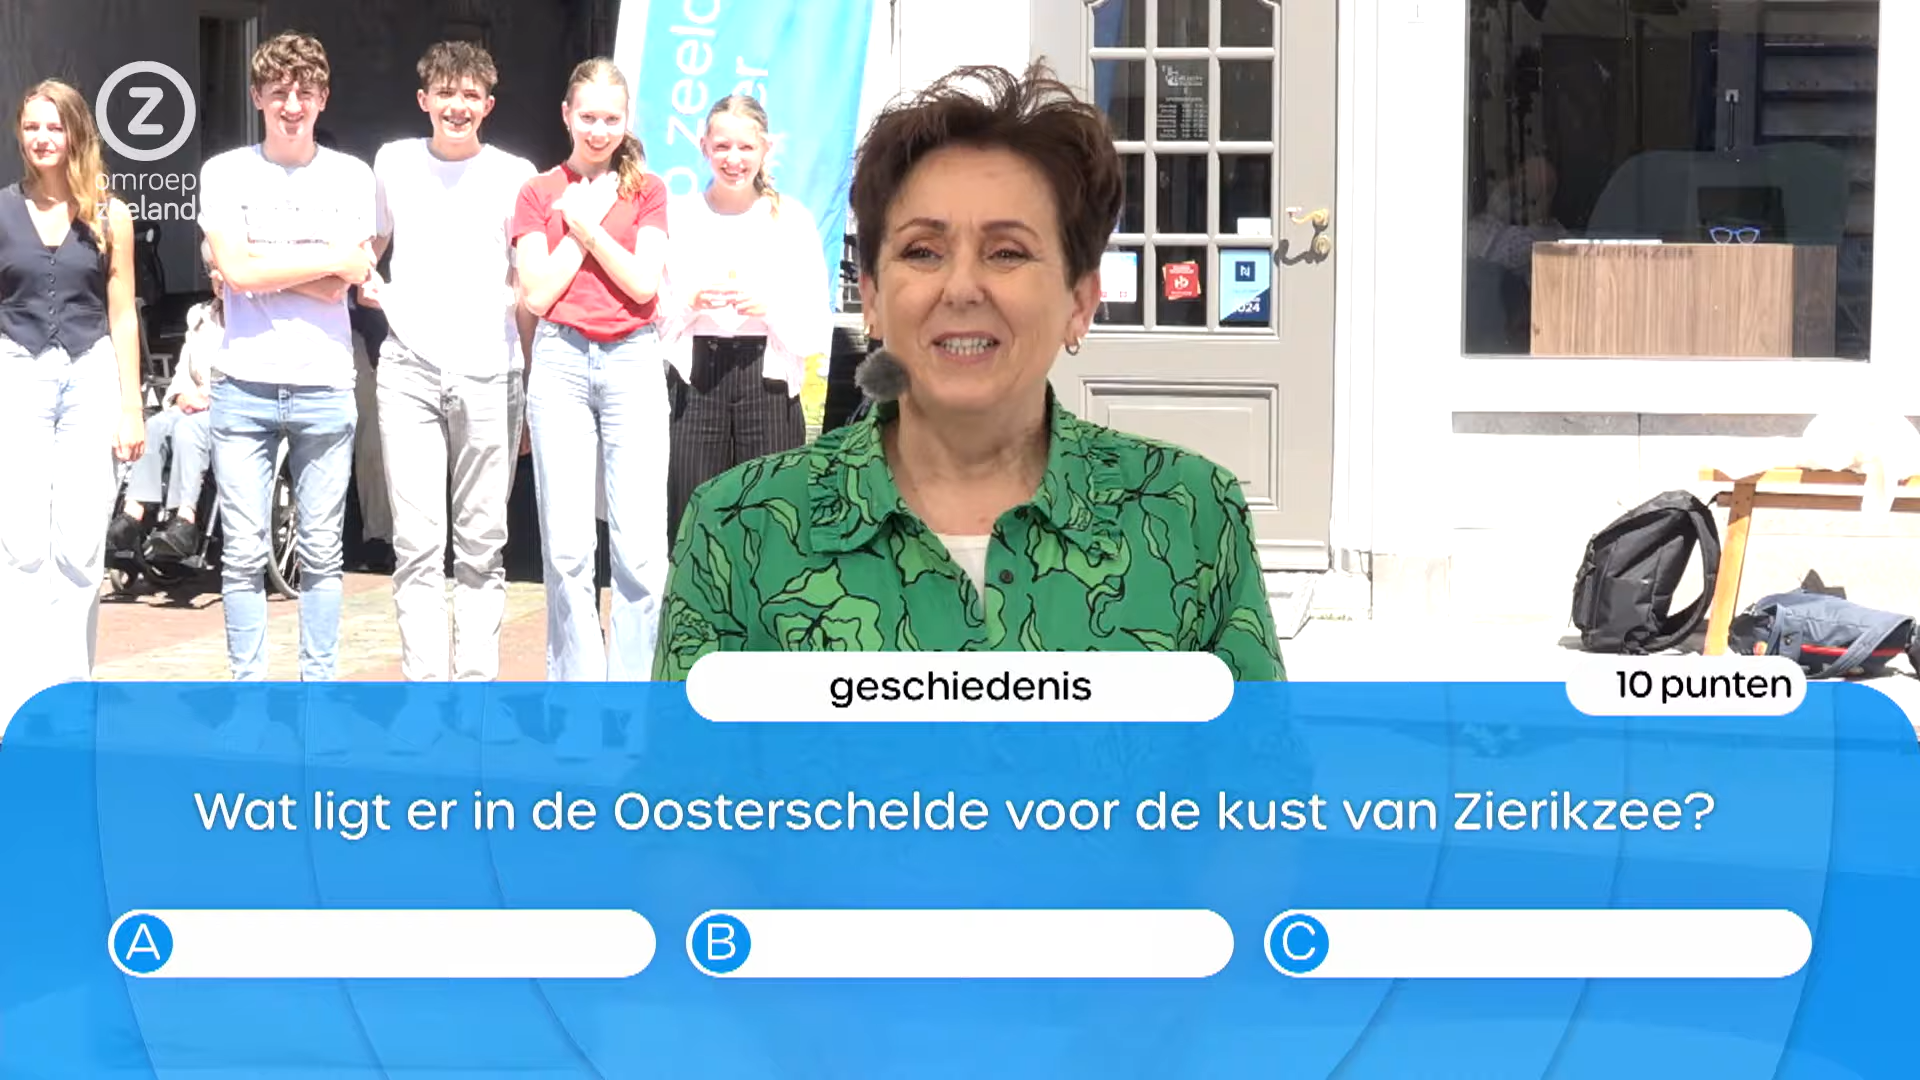 omroep
zeeland
geschiedenis
10 punten
Wat ligt er in de Oosterschelde voor de kust van Zierikzee?
A
B
C